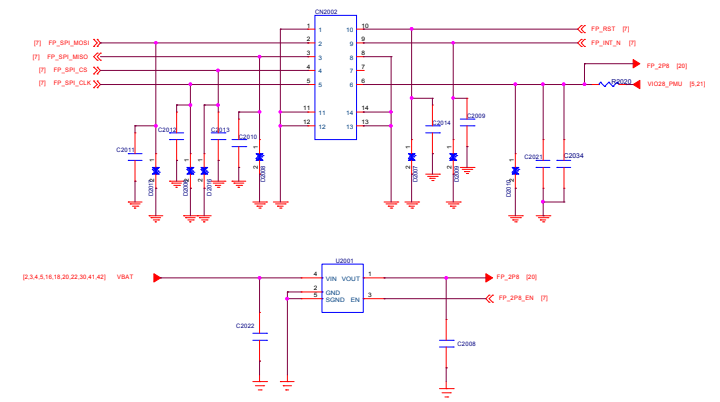 CN2002
1 10 FP_RST [7]
[7] FP_SPI_MOSI 2 9 FP_INT_N [7]
[7] FP_SPI_MISO 3 8
[7] FP_SPI_CS 4 7 FP_2P8 [20]
[7] FP_SPI_CLK 5 6 R2020 VIO28_PMU [5,21]
11 14
12 13
C2011 C2012 C2013 C2010 C2014 C2009 C2021 C2034
D2008 D2007 D2009 D2010
1 2
U2001
[2,3,4,5,16,18,20,22,30,41,42] VBAT 4 VIN VOUT 1 FP_2P8 [20]
2 GND
5 SGND EN 3 FP_2P8_EN [7]
C2022 C2008